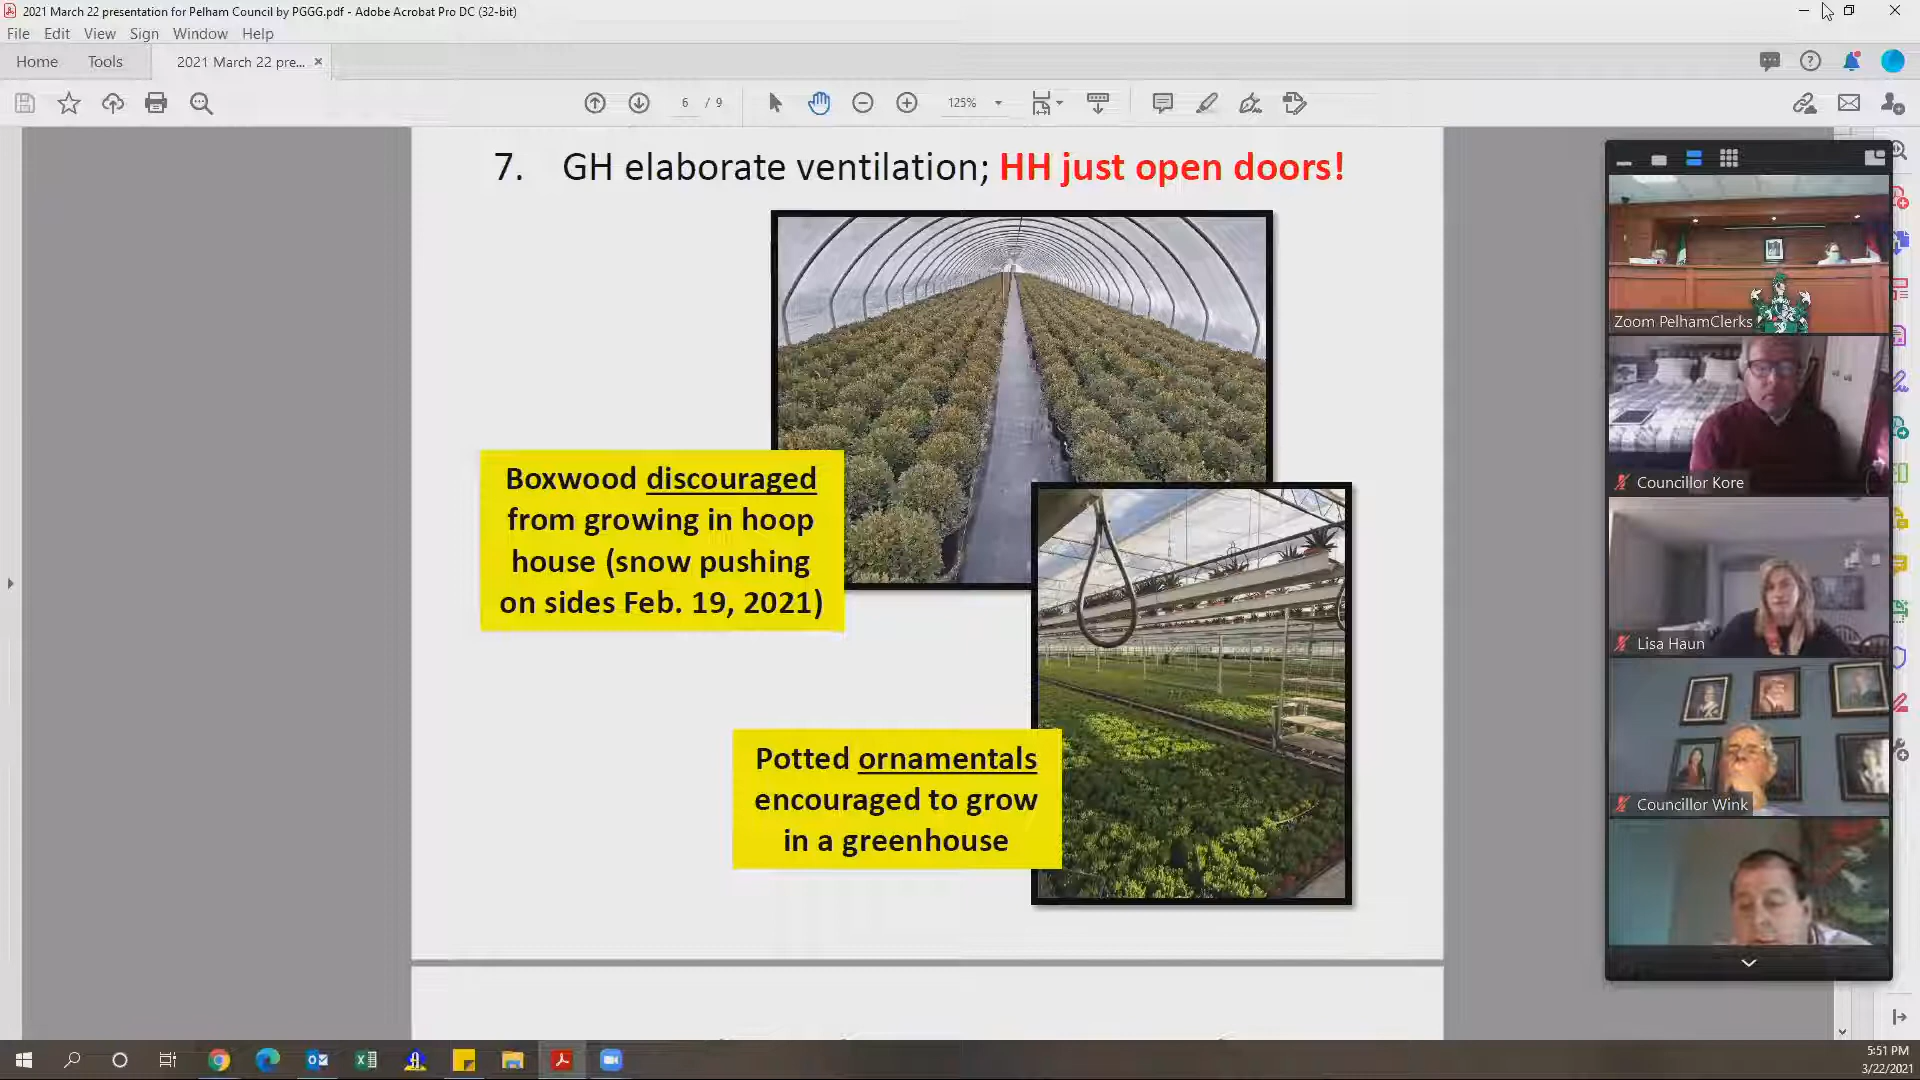 2021 March 22 presentation for Pelham Council by PGGG.pdf - Adobe Acrobat Pro DC (32-bit)
File Edit View Sign Window Help
Home Tools 2021 March 22 pre... ×
6 / 9 125%
7. GH elaborate ventilation; HH just open doors!
Boxwood discouraged
from growing in hoop
house (snow pushing
on sides Feb. 19, 2021)
Potted ornamentals
encouraged to grow
in a greenhouse
Zoom PelhamClerks
Councillor Kore
Lisa Haun
Councillor Wink
5:51 PM
3/22/2021